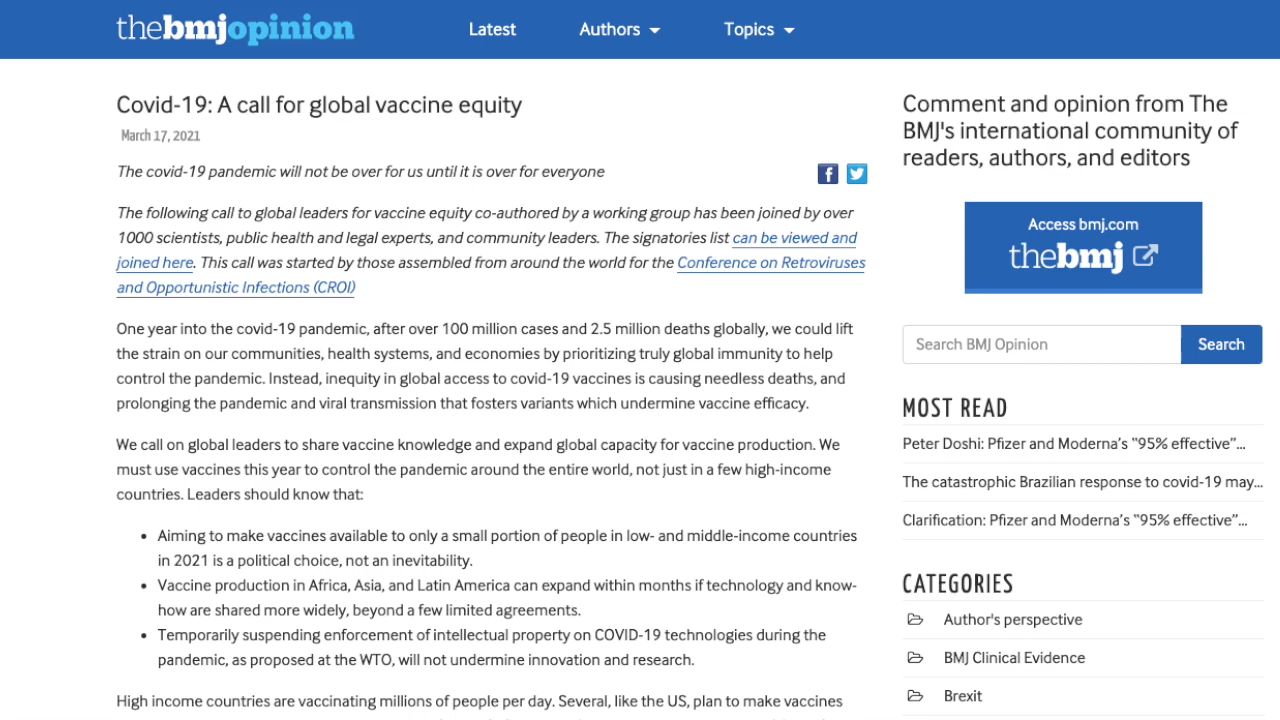 thebmjopinion
Latest
Authors
Topics
Covid-19: A call for global vaccine equity
March 17, 2021
The covid-19 pandemic will not be over for us until it is over for everyone
The following call to global leaders for vaccine equity co-authored by a working group has been joined by over
1000 scientists, public health and legal experts, and community leaders. The signatories list can be viewed and
joined here. This call was started by those assembled from around the world for the Conference on Retroviruses
and Opportunistic Infections (CROI)
One year into the covid-19 pandemic, after over 100 million cases and 2.5 million deaths globally, we could lift
the strain on our communities, health systems, and economies by prioritizing truly global immunity to help
control the pandemic. Instead, inequity in global access to covid-19 vaccines is causing needless deaths, and
prolonging the pandemic and viral transmission that fosters variants which undermine vaccine efficacy.
We call on global leaders to share vaccine knowledge and expand global capacity for vaccine production. We
must use vaccines this year to control the pandemic around the entire world, not just in a few high-income
countries. Leaders should know that:
• Aiming to make vaccines available to only a small portion of people in low- and middle-income countries
in 2021 is a political choice, not an inevitability.
• Vaccine production in Africa, Asia, and Latin America can expand within months if technology and know-
how are shared more widely, beyond a few limited agreements.
• Temporarily suspending enforcement of intellectual property on COVID-19 technologies during the
pandemic, as proposed at the WTO, will not undermine innovation and research.
High income countries are vaccinating millions of people per day. Several, like the US, plan to make vaccines
Comment and opinion from The
BMJ's international community of
readers, authors, and editors
Access bmj.com
thebmj
Search BMJ Opinion
Search
MOST READ
Peter Doshi: Pfizer and Moderna's "95% effective"...
The catastrophic Brazilian response to covid-19 may...
Clarification: Pfizer and Moderna's "95% effective"...
CATEGORIES
Author's perspective
BMJ Clinical Evidence
Brexit